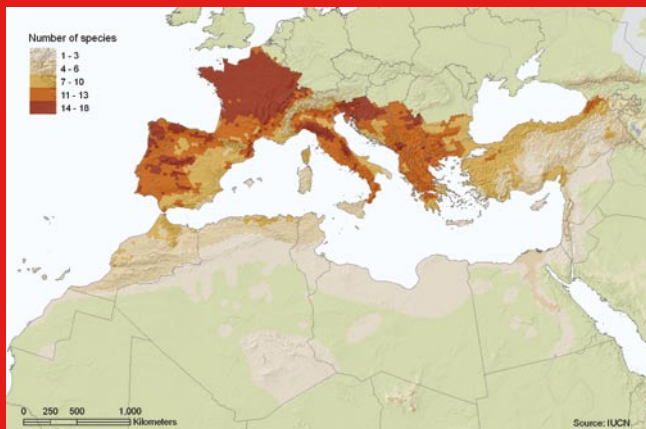 Number of species
1 - 3
4 - 6
7 - 10
11 - 13
14 - 18
0 250 500 1,000
Kilometers
Source: IUCN